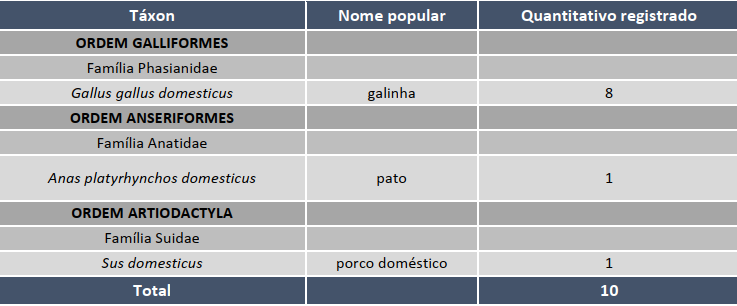 Táxon Nome popular Quantitativo registrado
ORDEM GALLIFORMES
Família Phasianidae
Gallus gallus domesticus galinha 8
ORDEM ANSERIFORMES
Família Anatidae
Anas platyrhynchos domesticus pato 1
ORDEM ARTIODACTYLA
Família Suidae
Sus domesticus porco doméstico 1
Total 10